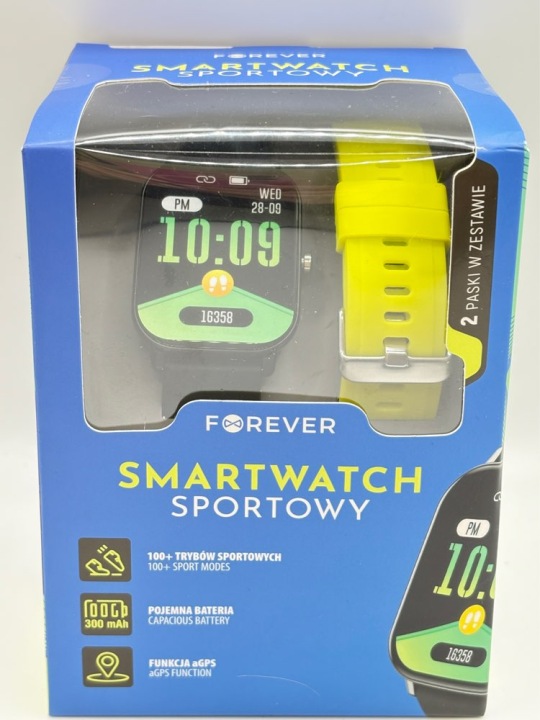 FOREVER
SMARTWATCH
SPORTOWY
WED
28-09
PM
10:09
16358
2 PASKI W ZESTAWIE
FOREVER
SMARTWATCH
SPORTOWY
100+ TRYBÓW SPORTOWYCH
100+ SPORT MODES
POJEMNA BATERIA
CAPACIOUS BATTERY
300 mAh
FUNKCJA aGPS
aGPS FUNCTION
PM
10:
16358